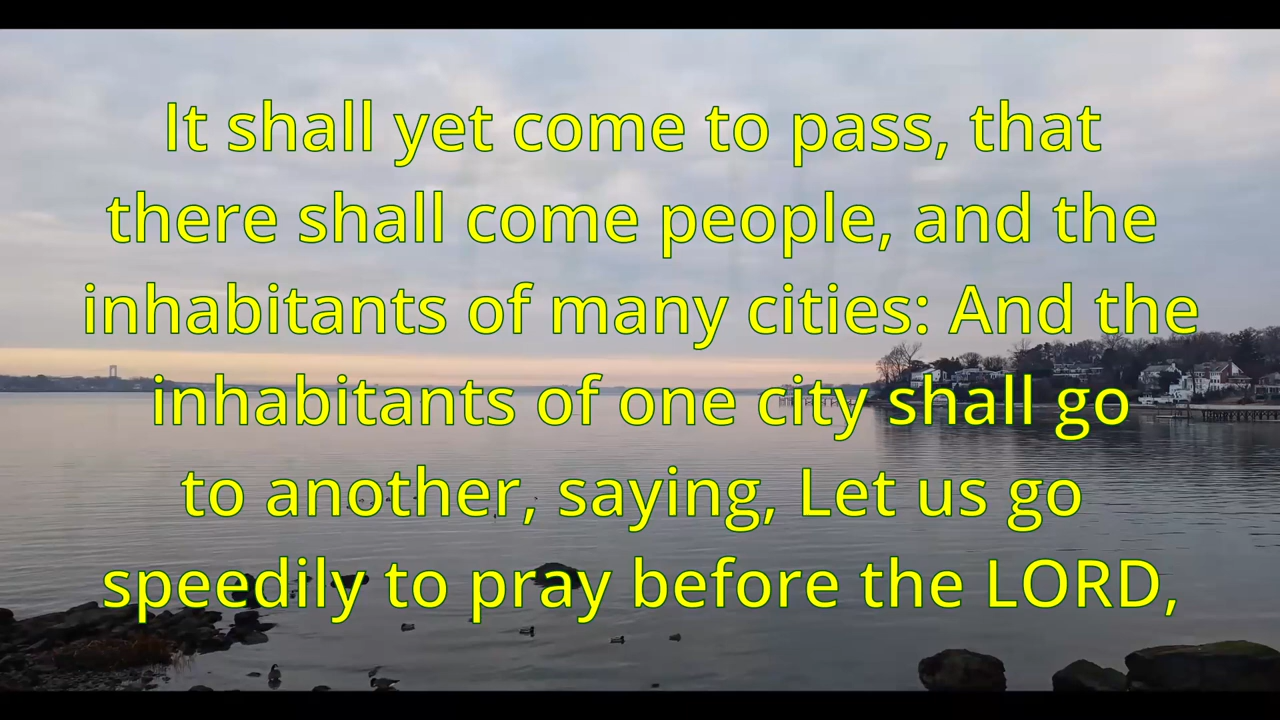 It shall yet come to pass, that
there shall come people, and the
inhabitants of many cities: And the
inhabitants of one city shall go
to another, saying, Let us go
speedily to pray before the LORD,